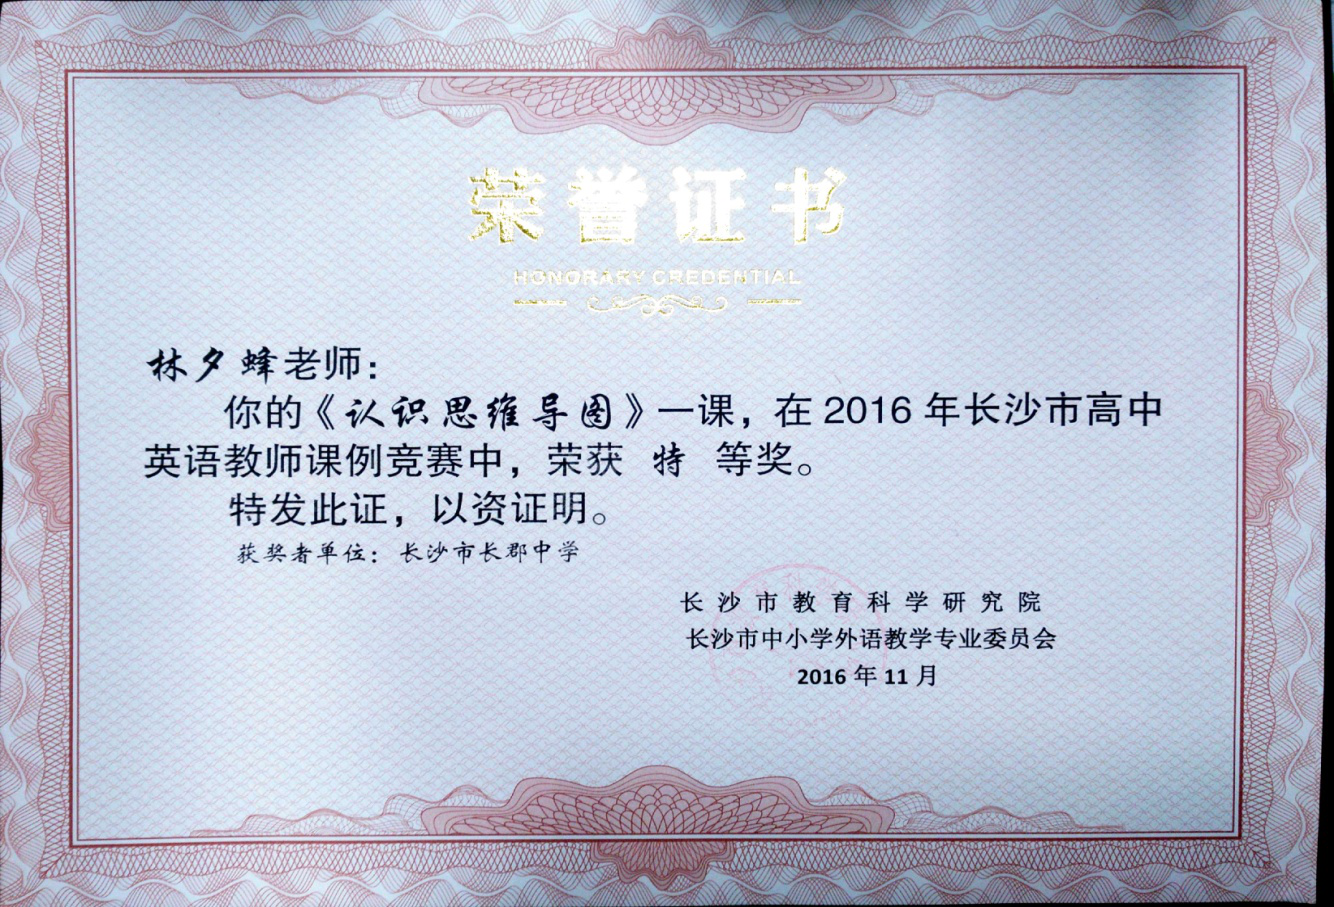 荣誉证书
HONORARY CREDENTIAL
林夕蜂老师：
你的《认识思维导图》一课，在2016年长沙市高中
英语教师课例竞赛中，荣获 特 等奖。
特发此证，以资证明。
获奖者单位：长沙市长郡中学
长沙市教育科学研究院
长沙市中小学外语教学专业委员会
2016年11月